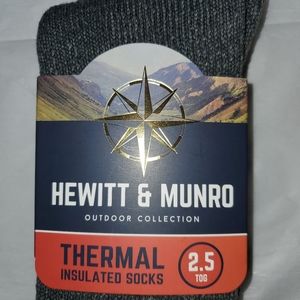 HEWITT & MUNRO
OUTDOOR COLLECTION
THERMAL
INSULATED SOCKS
2.5
TOG